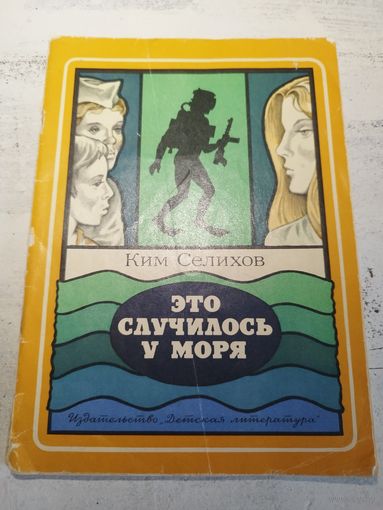 Ким Селихов
ЭТО
СЛУЧИЛОСЬ
У МОРЯ
Издательство „Детская литература"